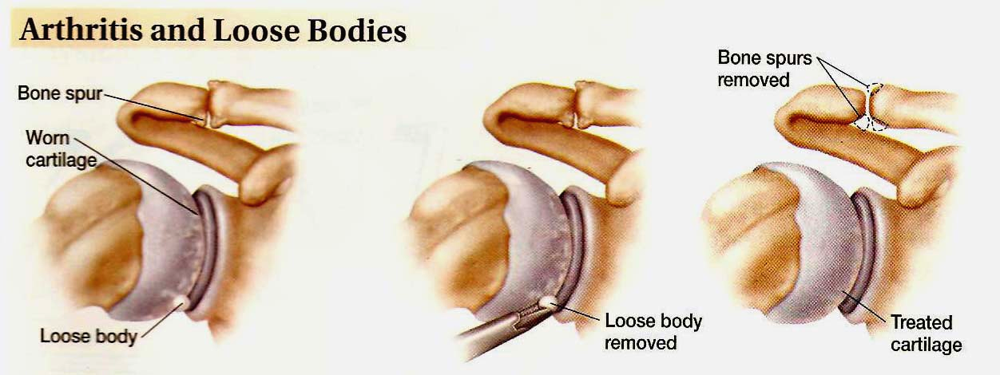 Arthritis and Loose Bodies
Bone spur
Worn
cartilage
Loose body
Loose body
removed
Bone spurs
removed
Treated
cartilage